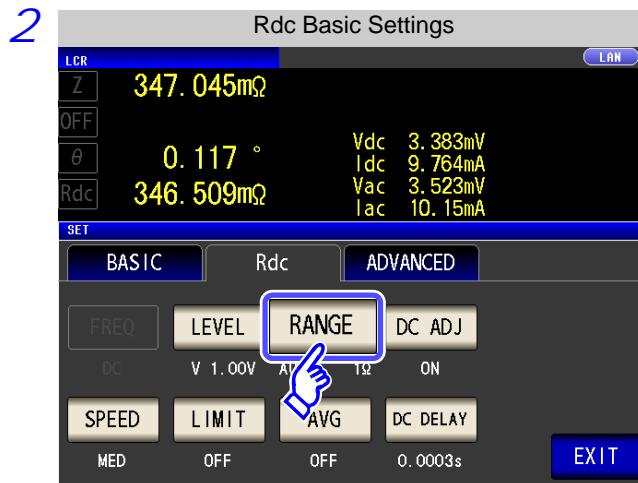 2
Rdc Basic Settings
LCR
LAN
Z 347.045mΩ
OFF
θ 0.117 °
Rdc 346.509mΩ
Vdc 3.383mV
Idc 9.764mA
Vac 3.523mV
Iac 10.15mA
SET
BASIC Rdc ADVANCED
FREQ LEVEL RANGE DC ADJ
DC V 1.00V 1Ω ON
SPEED LIMIT AVG DC DELAY
MED OFF OFF 0.0003s
EXIT